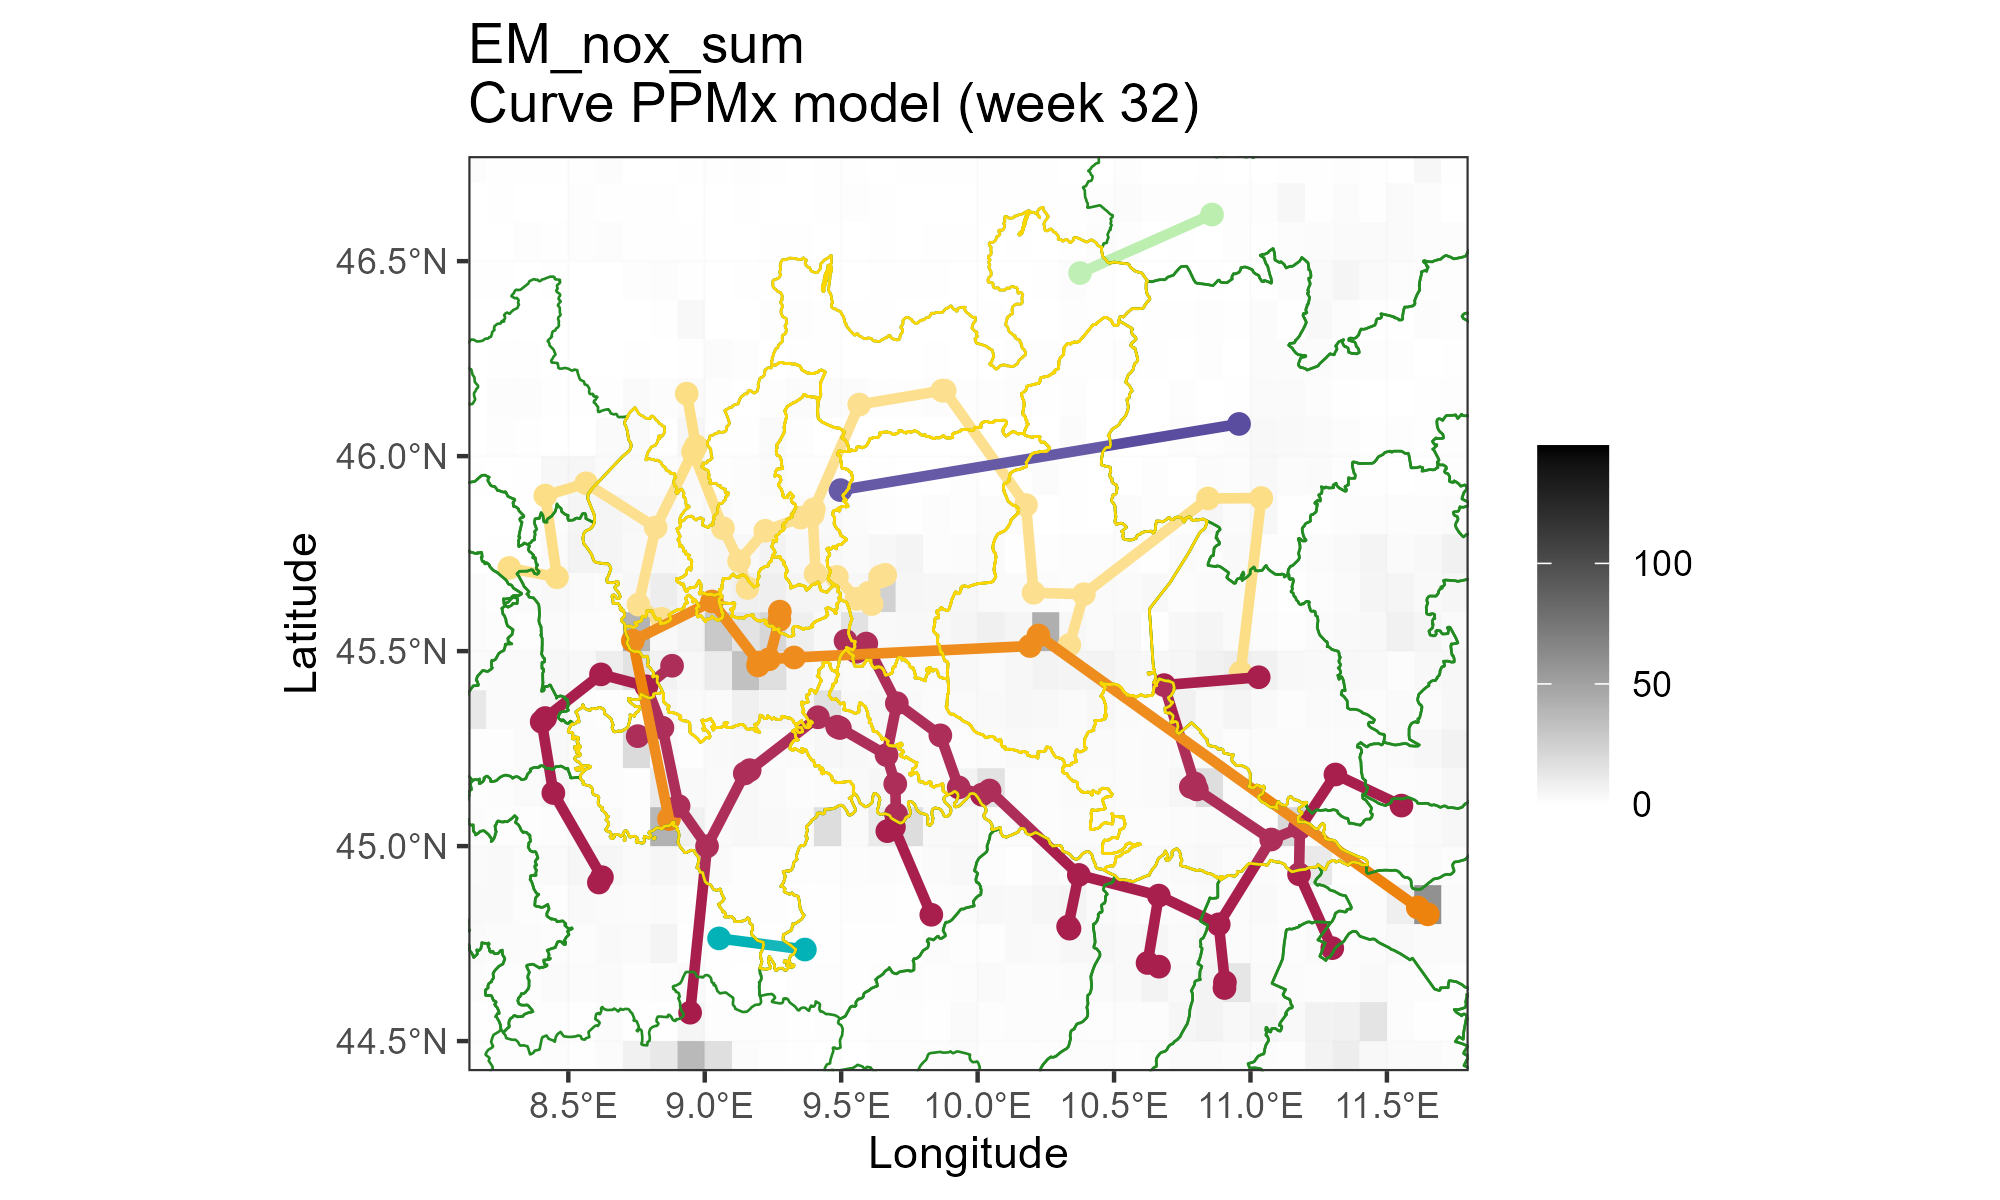 EM_nox_sum
Curve PPMx model (week 32)
46.5°N
46.0°N
45.5°N
45.0°N
44.5°N
Latitude
8.5°E
9.0°E
9.5°E
10.0°E
10.5°E
11.0°E
11.5°E
Longitude
100
50
0